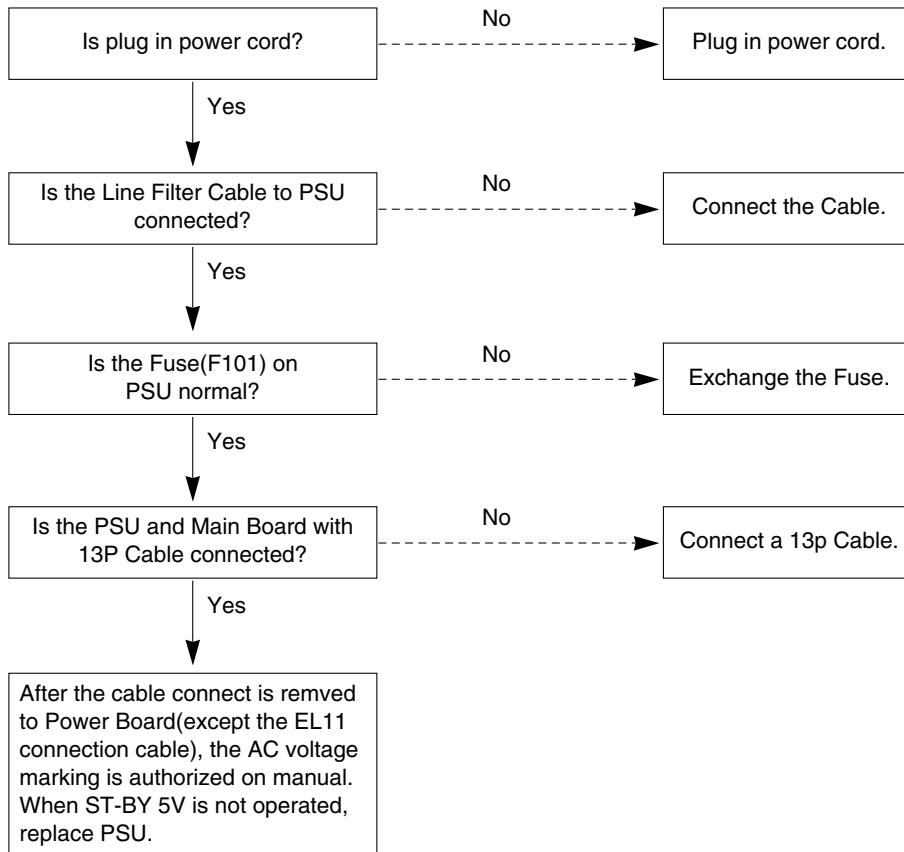 Is plug in power cord?
No
Plug in power cord.
Yes
Is the Line Filter Cable to PSU
connected?
No
Connect the Cable.
Yes
Is the Fuse(F101) on
PSU normal?
No
Exchange the Fuse.
Yes
Is the PSU and Main Board with
13P Cable connected?
No
Connect a 13p Cable.
Yes
After the cable connect is remved
to Power Board(except the EL11
connection cable), the AC voltage
marking is authorized on manual.
When ST-BY 5V is not operated,
replace PSU.